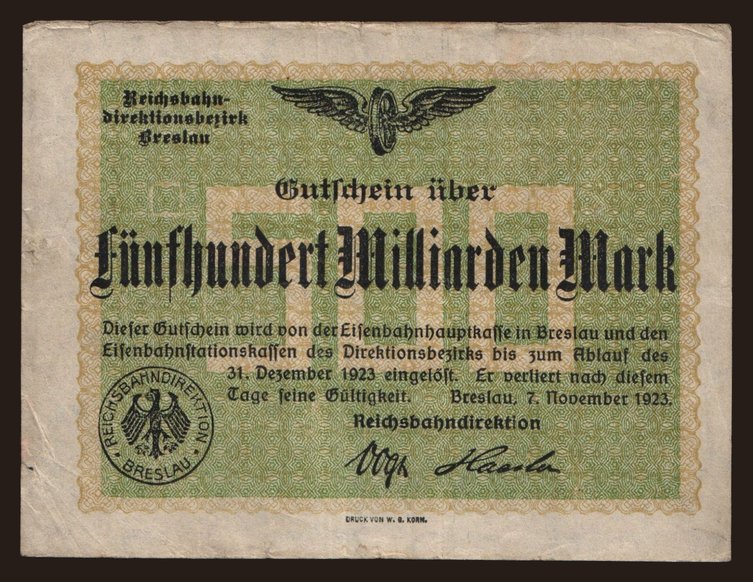 Reichsbahn-
direktionsbezirk
Breslau
Gutschein über
500
Fünfhundert Milliarden Mark
Dieser Gutschein wird von der Eisenbahnhauptkasse in Breslau und den
Eisenbahnstationskassen des Direktionsbezirks bis zum Ablauf des
31. Dezember 1923 eingelöst. Er verliert nach diesem
Tage seine Gültigkeit. Breslau, 7. November 1923.
Reichsbahndirektion
REICHSBAHNDIREKTION
BRESLAU
DRUCK VON W. G. KORN.